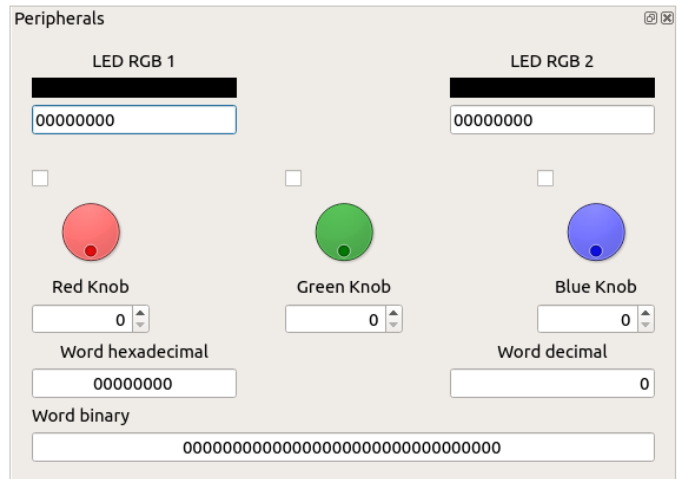 Peripherals
LED RGB 1 LED RGB 2
00000000 00000000
Red Knob Green Knob Blue Knob
0 0 0
Word hexadecimal Word decimal
00000000 0
Word binary
00000000000000000000000000000000